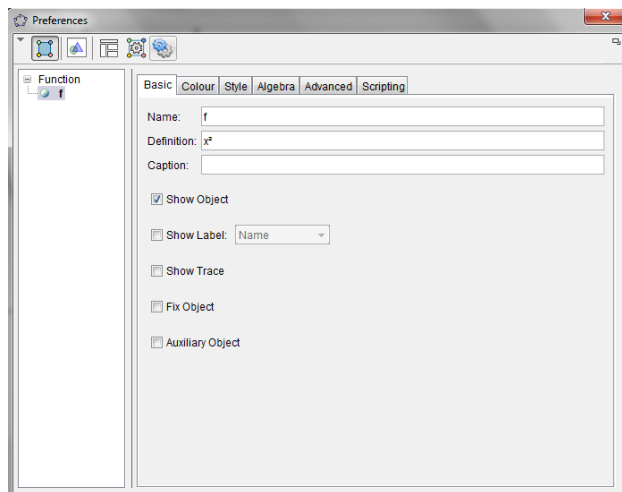 Preferences
Function
f
Basic Colour Style Algebra Advanced Scripting
Name: f
Definition: x²
Caption:
Show Object
Show Label: Name
Show Trace
Fix Object
Auxiliary Object